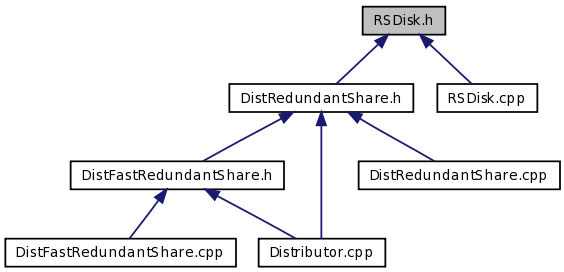 RSDisk.h
DistRedundantShare.h
RSDisk.cpp
DistFastRedundantShare.h
DistRedundantShare.cpp
DistFastRedundantShare.cpp
Distributor.cpp